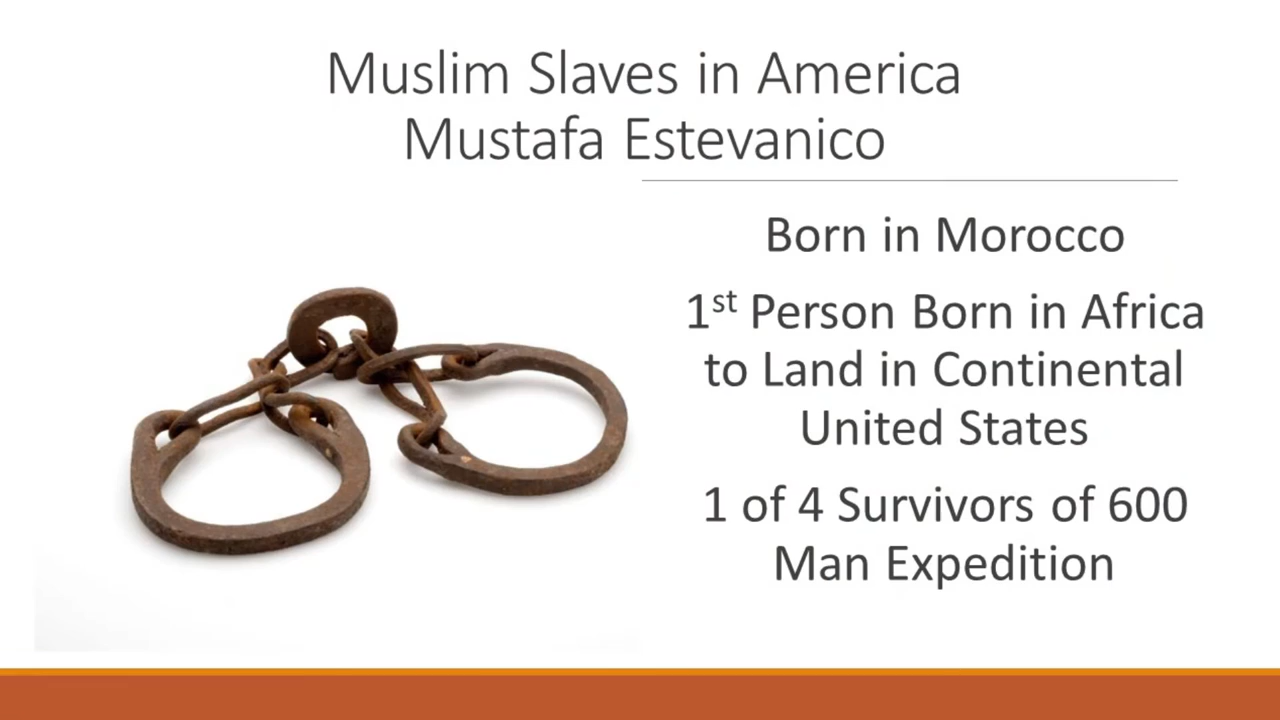 Muslim Slaves in America
Mustafa Estevanico
Born in Morocco
1st Person Born in Africa
to Land in Continental
United States
1 of 4 Survivors of 600
Man Expedition